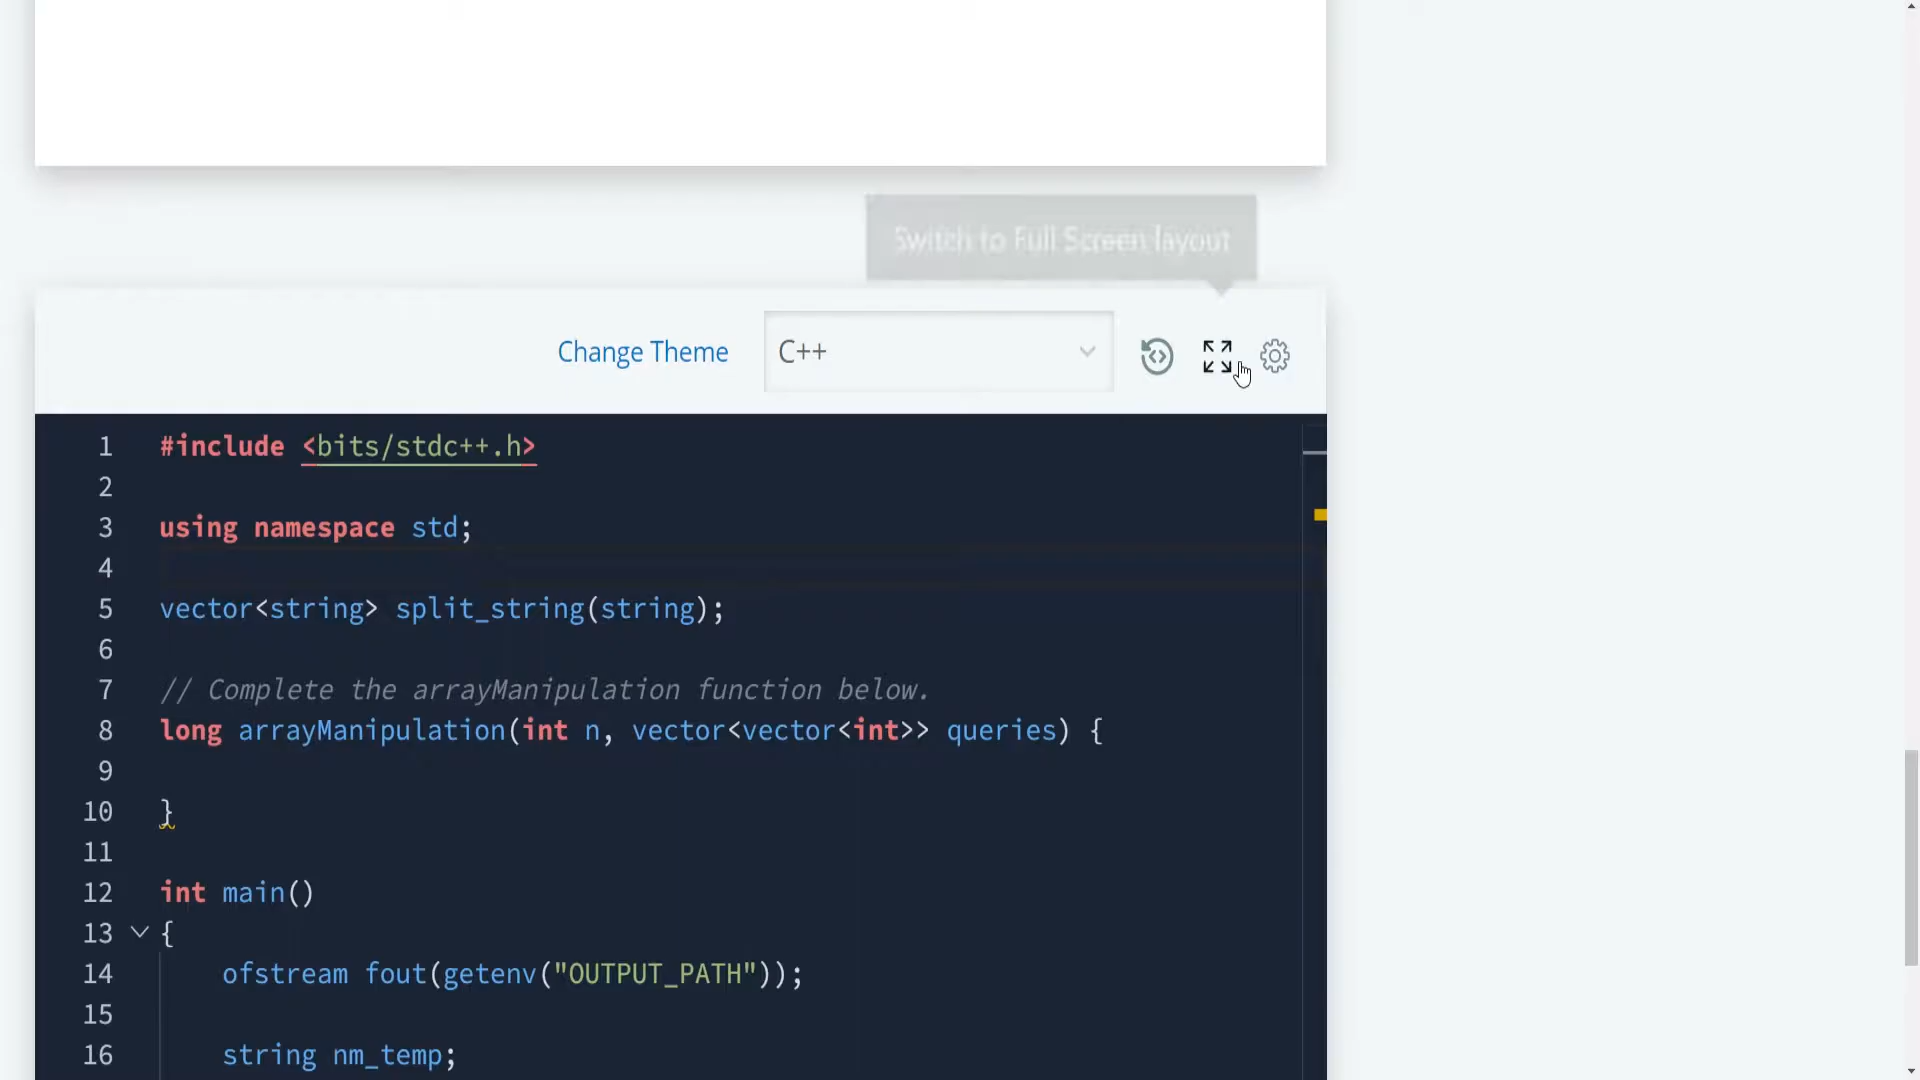 Switch to Full Screen layout
Change Theme
C++
1 #include <bits/stdc++.h>
2
3 using namespace std;
4
5 vector<string> split_string(string);
6
7 // Complete the arrayManipulation function below.
8 long arrayManipulation(int n, vector<vector<int>> queries) {
9
10 }
11
12 int main()
13 {
14 ofstream fout(getenv("OUTPUT_PATH"));
15
16 string nm_temp;